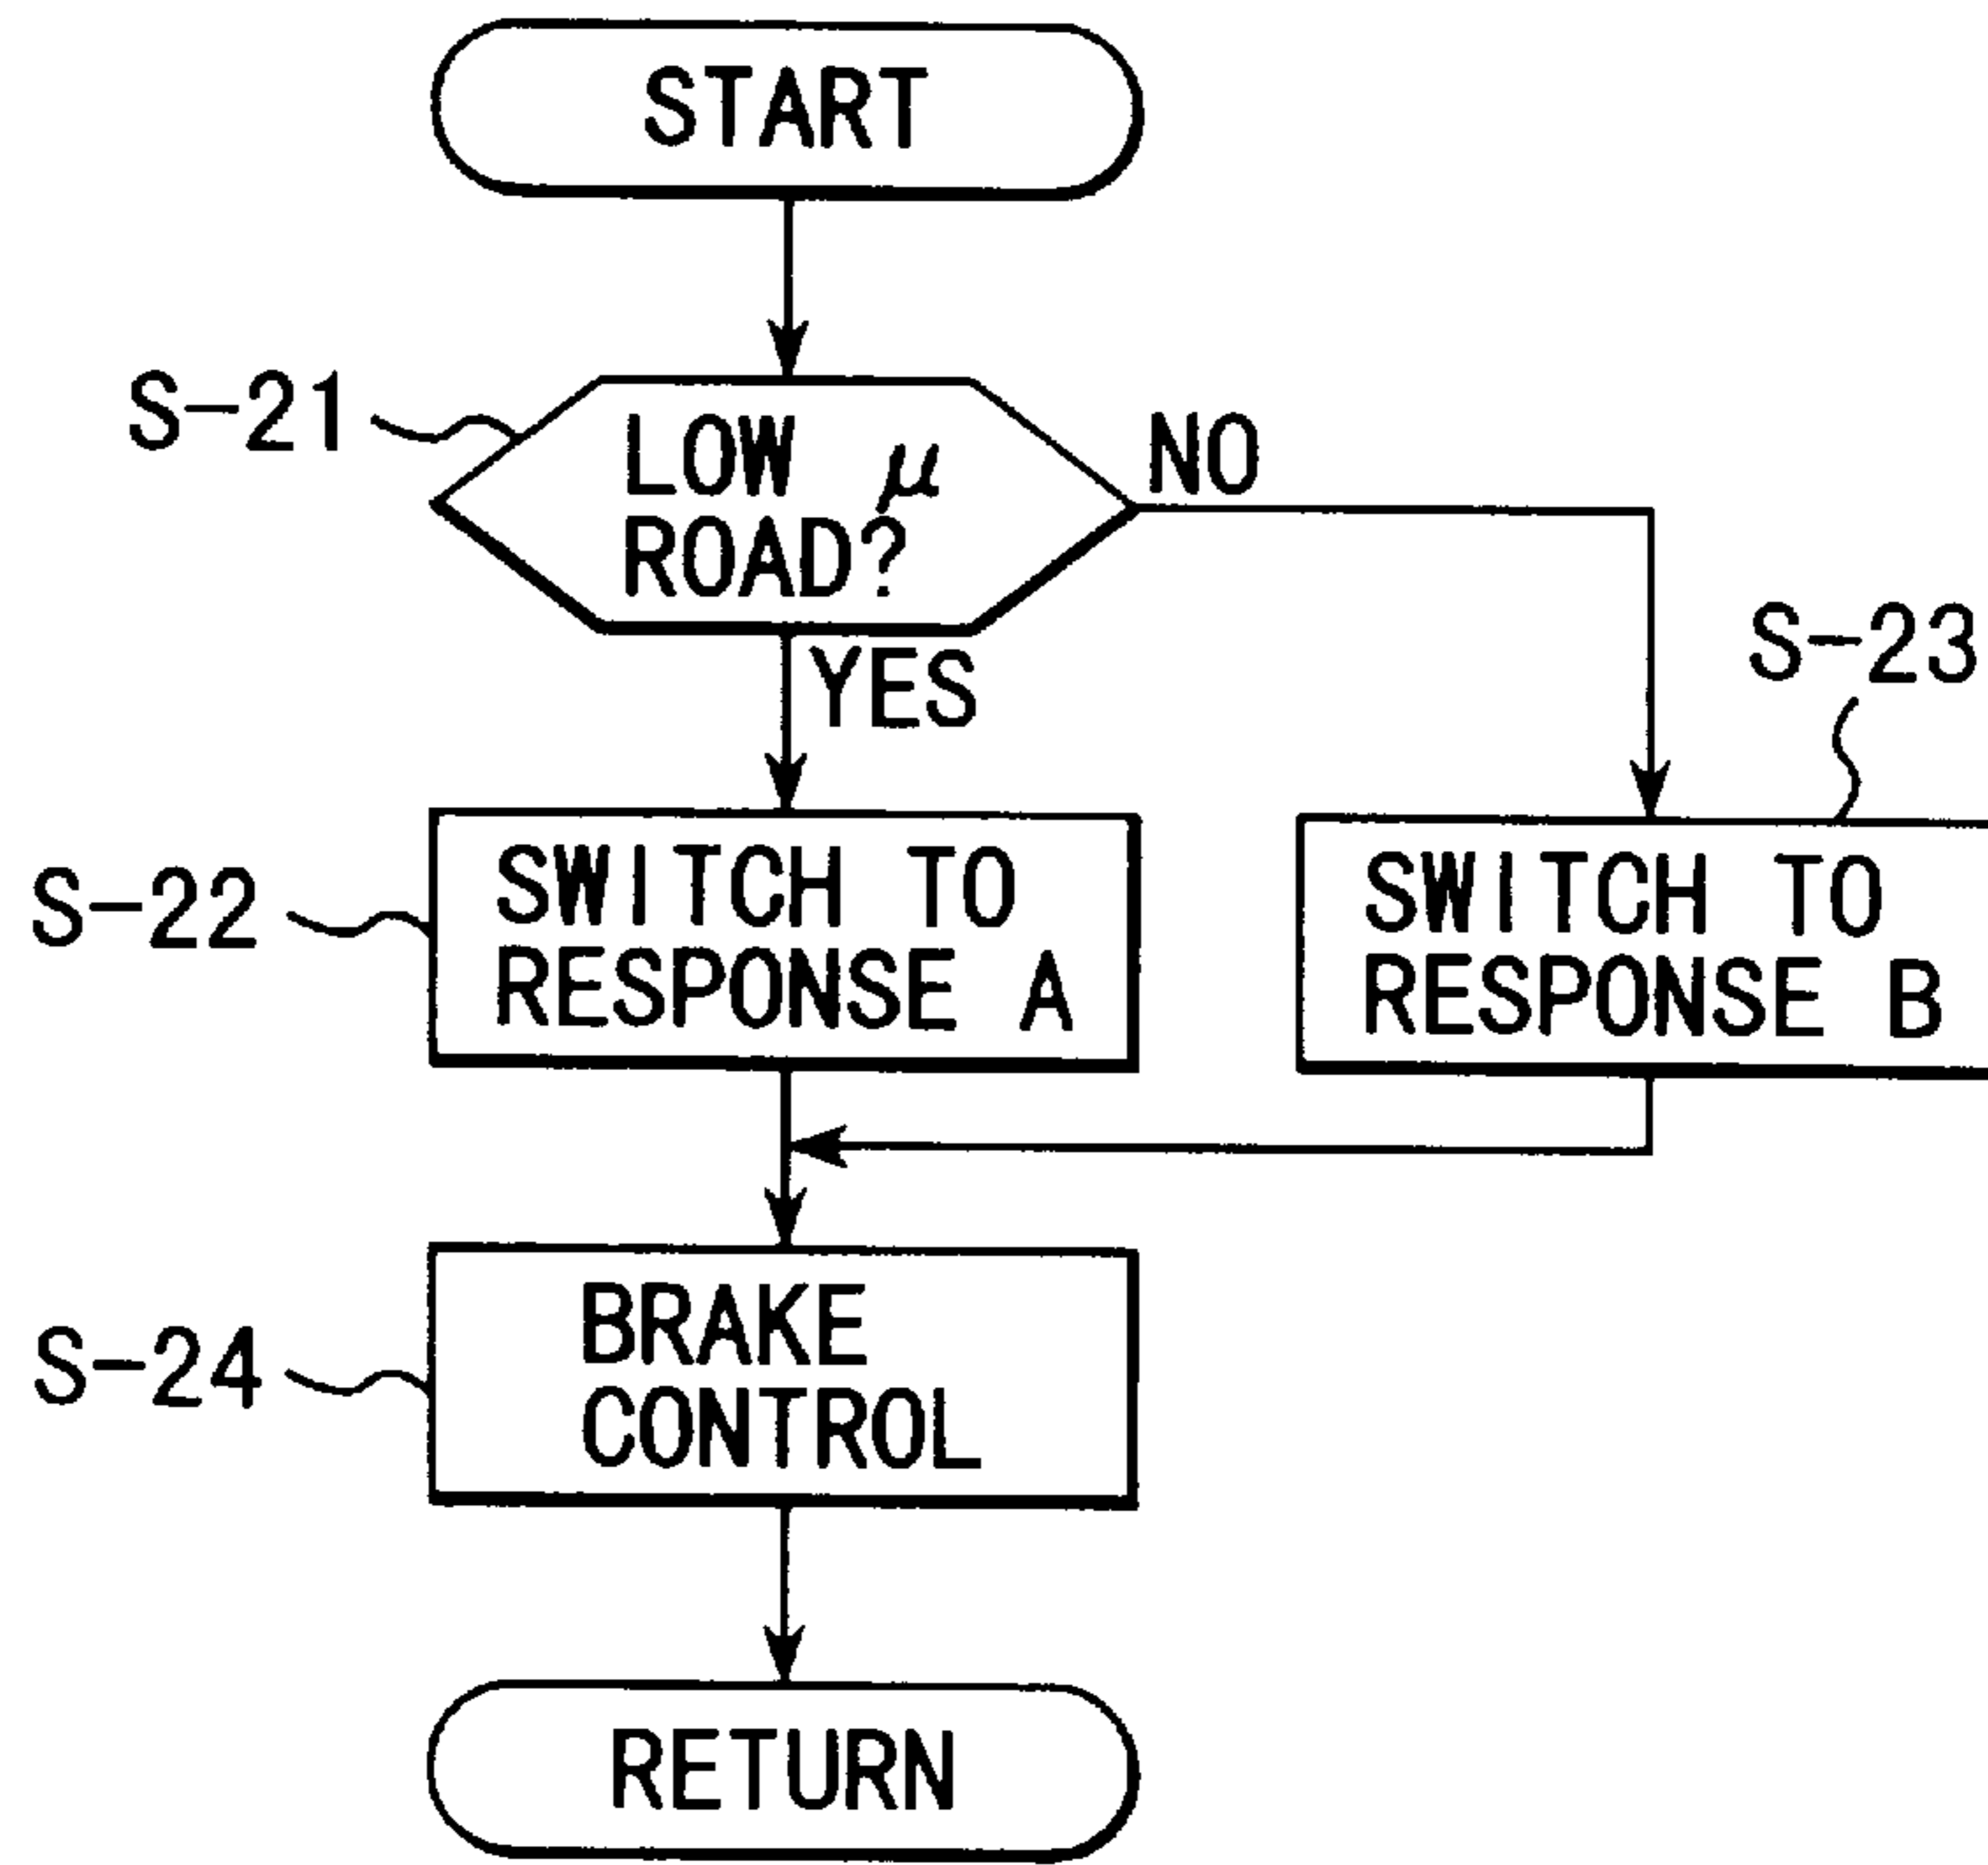 START
S-21
LOW μ
ROAD?
NO
YES
S-23
S-22
SWITCH TO
RESPONSE A
SWITCH TO
RESPONSE B
S-24
BRAKE
CONTROL
RETURN